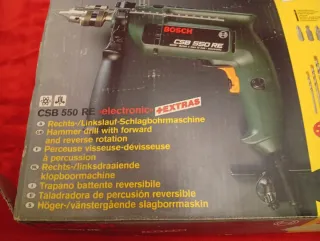 BOSCH
CSB 550 RE
CSB 550 RE -electronic- +EXTRAS
Rechts-/Linkslauf-Schlagbohrmaschine
Hammer drill with forward
and reverse rotation
Perceuse visseuse-dévisseuse
à percussion
Rechts-/linksdraaiende
klopboormachine
Trapano battente reversibile
Taladradora de percusión reversible
Höger-/vänstergående slagborrmaskin